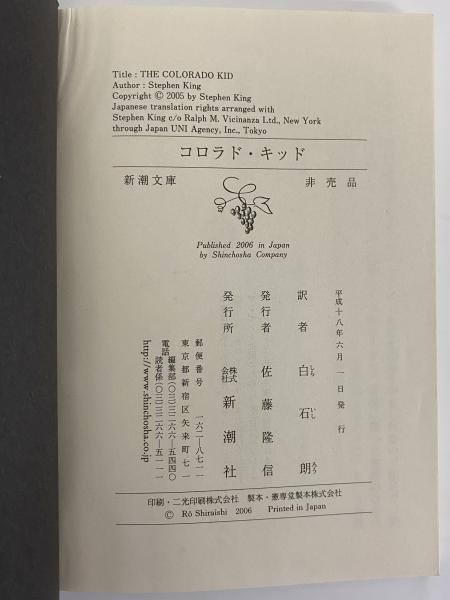 Title : THE COLORADO KID
Author : Stephen King
Copyright © 2005 by Stephen King
Japanese translation rights arranged with
Stephen King c/o Ralph M. Vicinanza Ltd., New York
through Japan UNI Agency, Inc., Tokyo
コロラド・キッド
新潮文庫
非売品
Published 2006 in Japan
by Shinchosha Company
平成十八年六月一日発行
訳者 白石朗
しらいしろう
発行者 佐藤隆信
発行所 株式会社 新潮社
郵便番号 一六二―八七一一
東京都新宿区矢来町七一
電話 編集部(〇三)三二六六―五四四〇
読者係(〇三)三二六六―五一一一
http://www.shinchosha.co.jp
印刷・二光印刷株式会社 製本・憲専堂製本株式会社
© Rō Shiraishi 2006 Printed in Japan